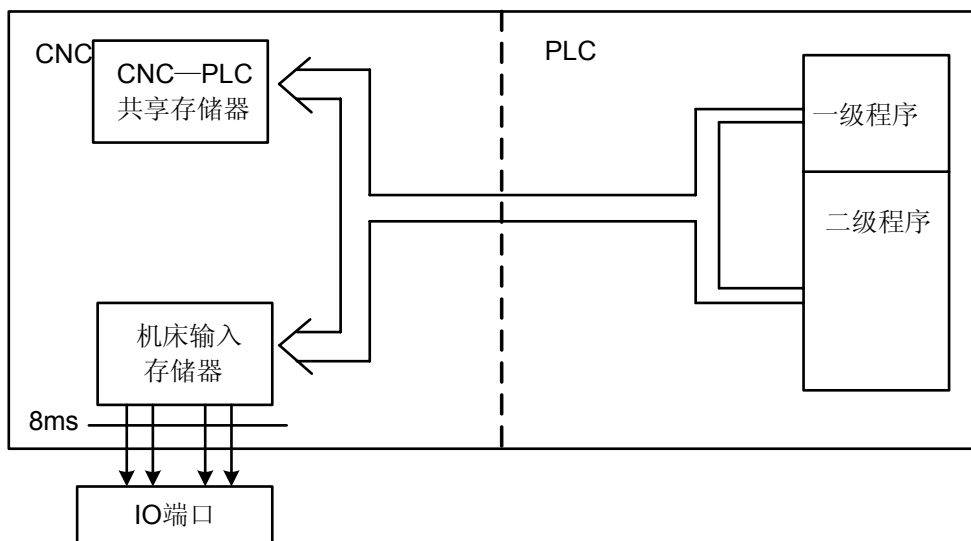 CNC
CNC—PLC
共享存储器
PLC
一级程序
二级程序
机床输入
存储器
8ms
IO端口